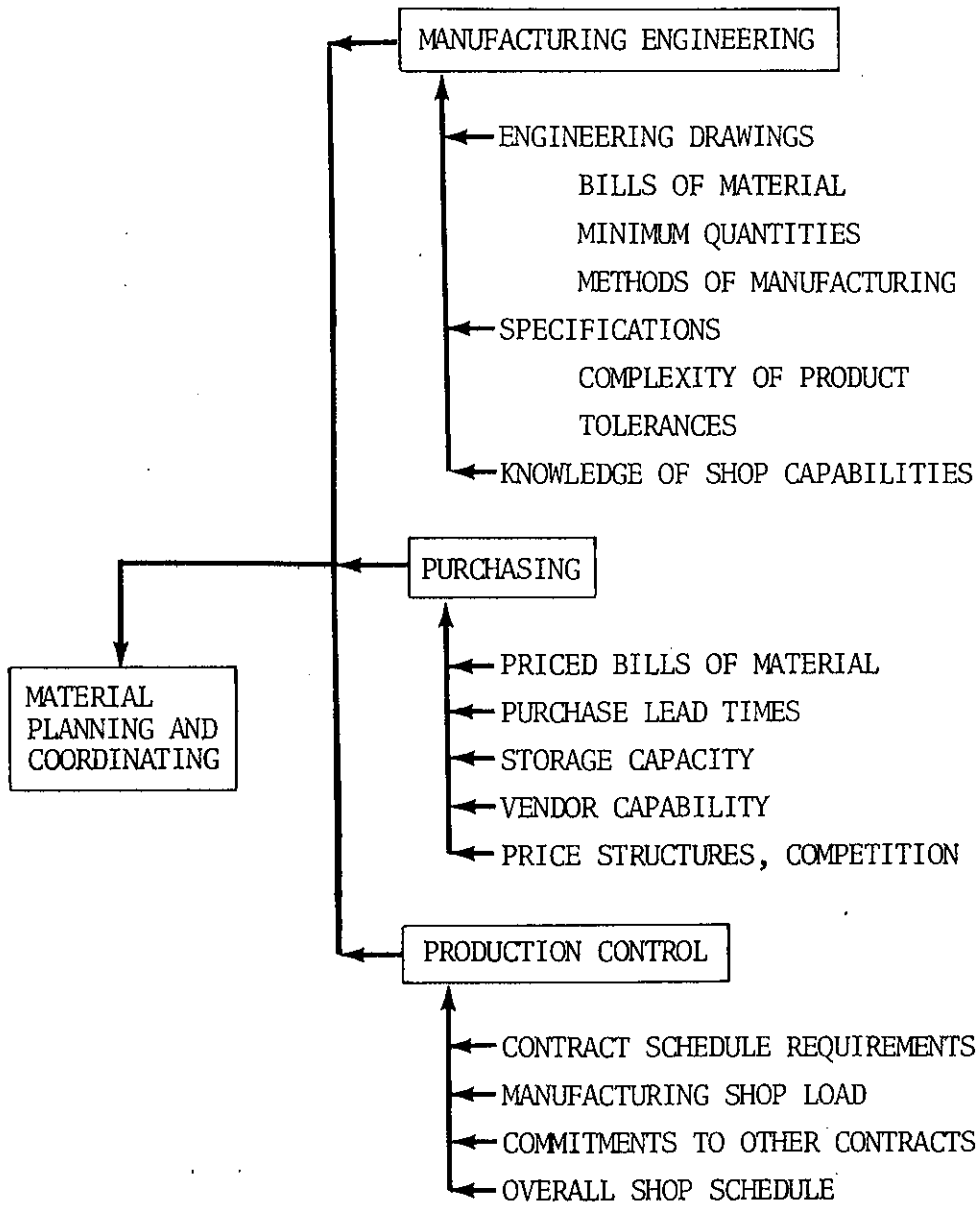 MANUFACTURING ENGINEERING
ENGINEERING DRAWINGS
BILLS OF MATERIAL
MINIMUM QUANTITIES
METHODS OF MANUFACTURING
SPECIFICATIONS
COMPLEXITY OF PRODUCT
TOLERANCES
KNOWLEDGE OF SHOP CAPABILITIES
PURCHASING
PRICED BILLS OF MATERIAL
PURCHASE LEAD TIMES
STORAGE CAPACITY
VENDOR CAPABILITY
PRICE STRUCTURES, COMPETITION
MATERIAL
PLANNING AND
COORDINATING
PRODUCTION CONTROL
CONTRACT SCHEDULE REQUIREMENTS
MANUFACTURING SHOP LOAD
COMMITMENTS TO OTHER CONTRACTS
OVERALL SHOP SCHEDULE